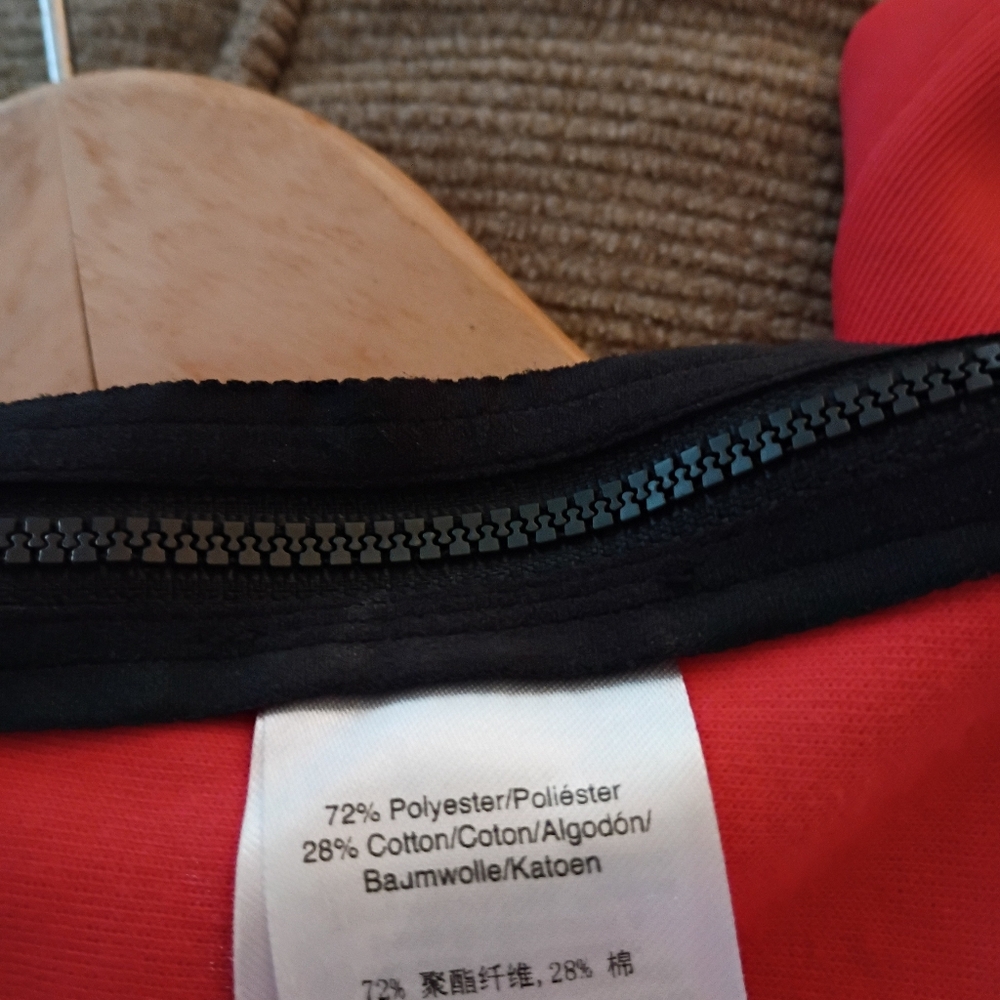 72% Polyester/Poliéster
28% Cotton/Coton/Algodón/
Baumwolle/Katoen
72% 聚酯纤维, 28% 棉